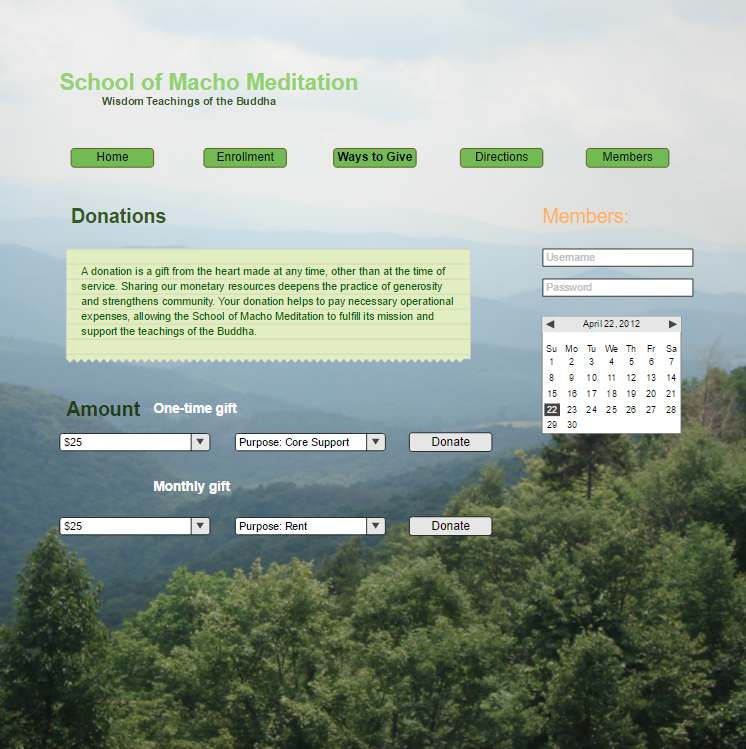 School of Macho Meditation
Wisdom Teachings of the Buddha
Home Enrollment Ways to Give Directions Members
Donations
A donation is a gift from the heart made at any time, other than at the time of
service. Sharing our monetary resources deepens the practice of generosity
and strengthens community. Your donation helps to pay necessary operational
expenses, allowing the School of Macho Meditation to fulfill its mission and
support the teachings of the Buddha.
Amount One-time gift
$25 Purpose: Core Support Donate
Monthly gift
$25 Purpose: Rent Donate
Members:
Username
Password
April 22, 2012
Su Mo Tu We Th Fr Sa
1 2 3 4 5 6 7
8 9 10 11 12 13 14
15 16 17 18 19 20 21
22 23 24 25 26 27 28
29 30